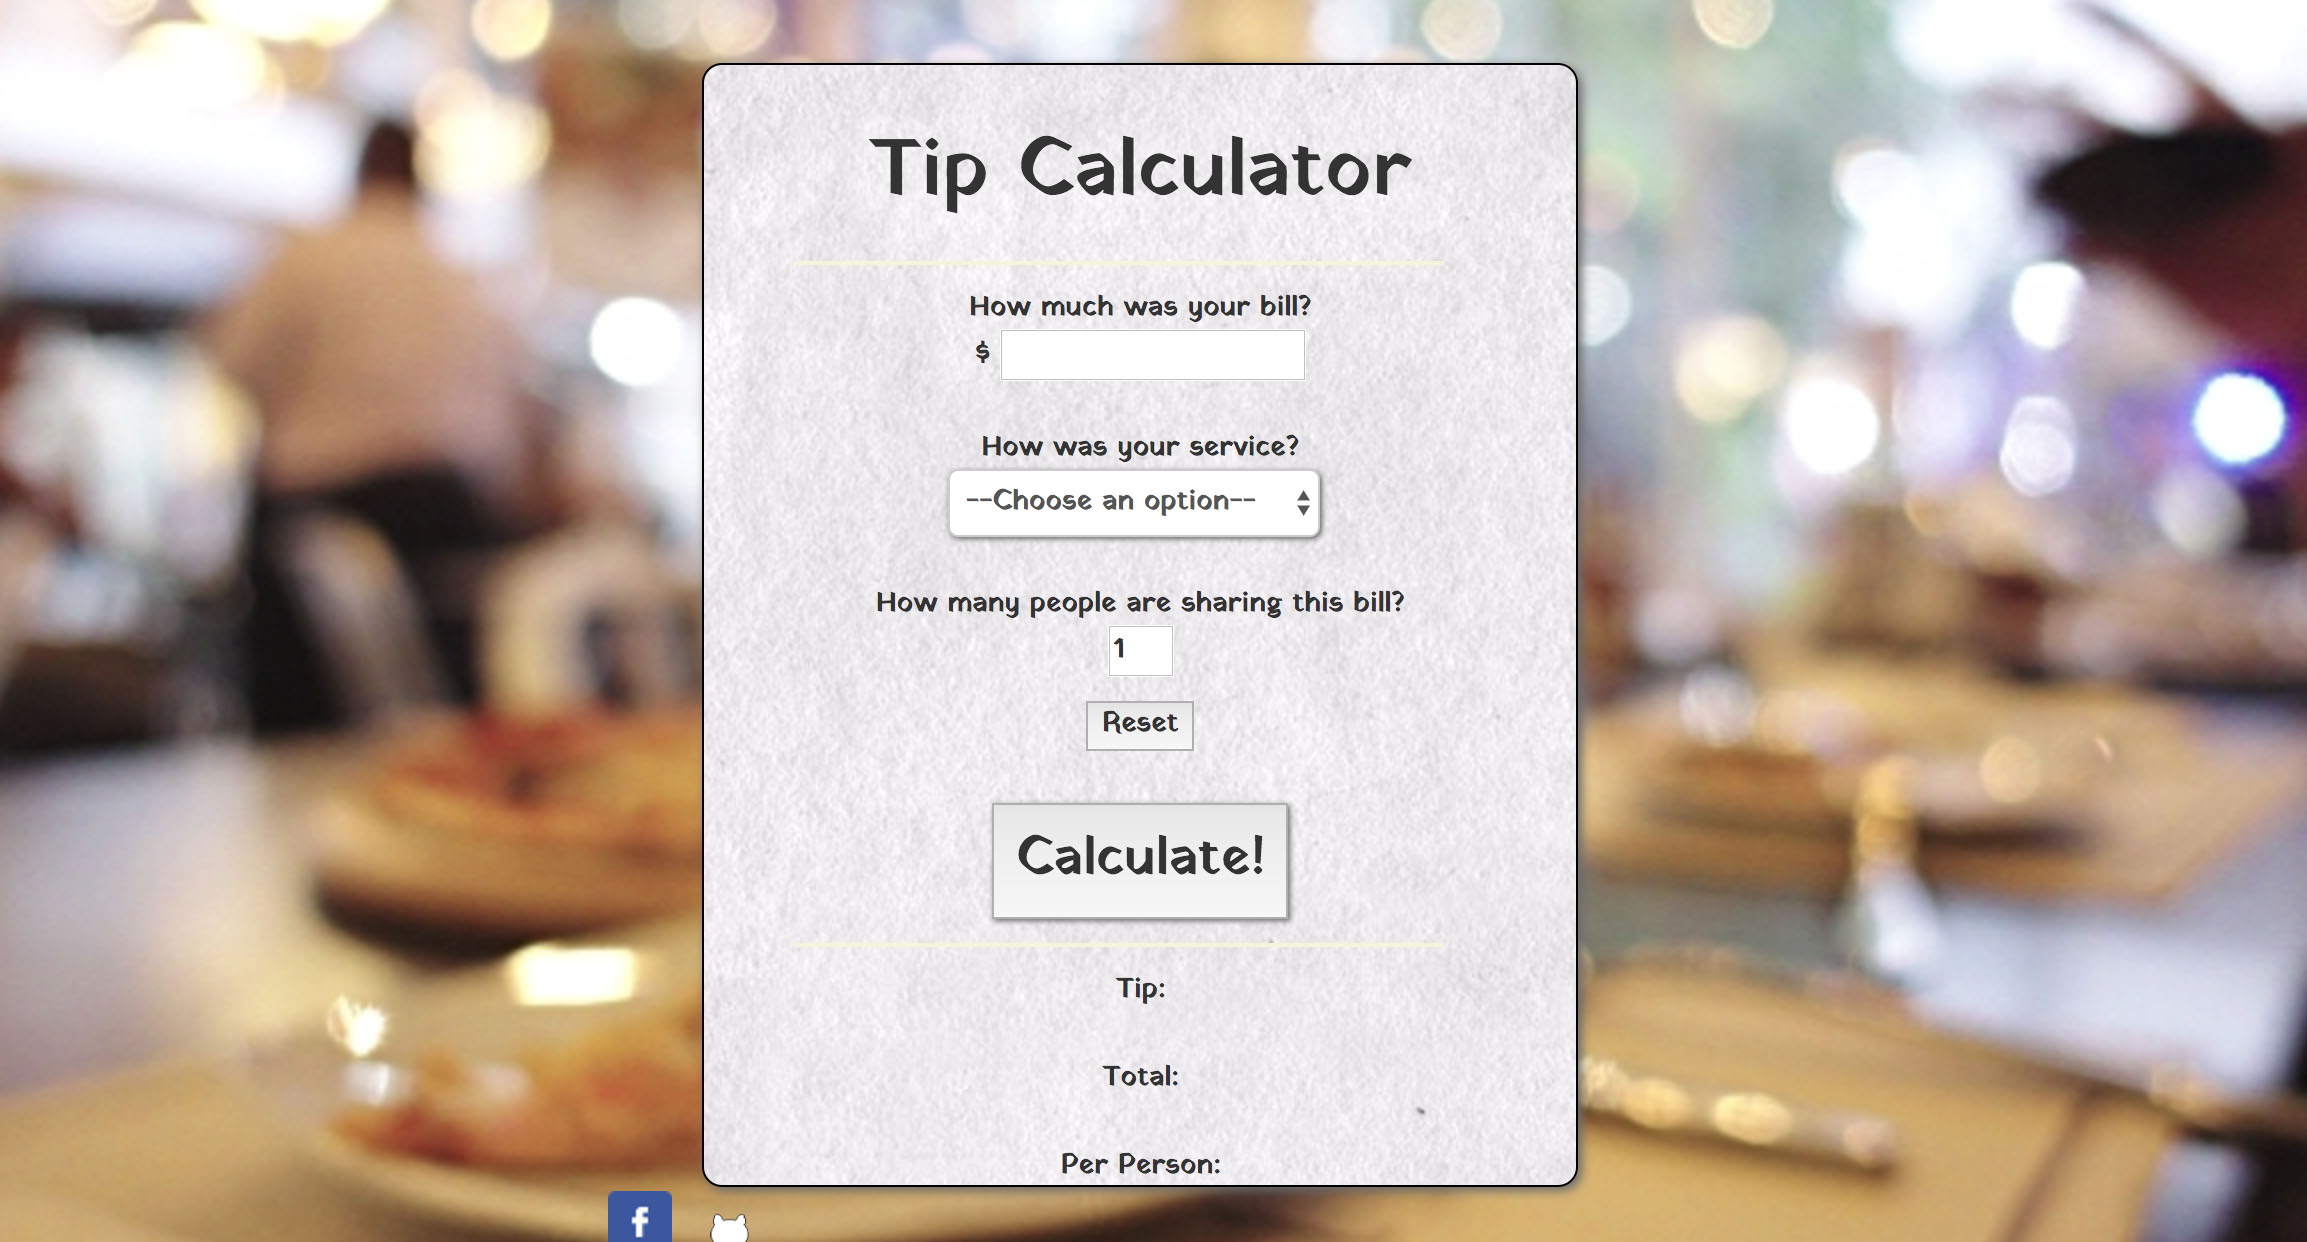 Tip Calculator
How much was your bill?
$
How was your service?
--Choose an option--
How many people are sharing this bill?
1
Reset
Calculate!
Tip:
Total:
Per Person:
f